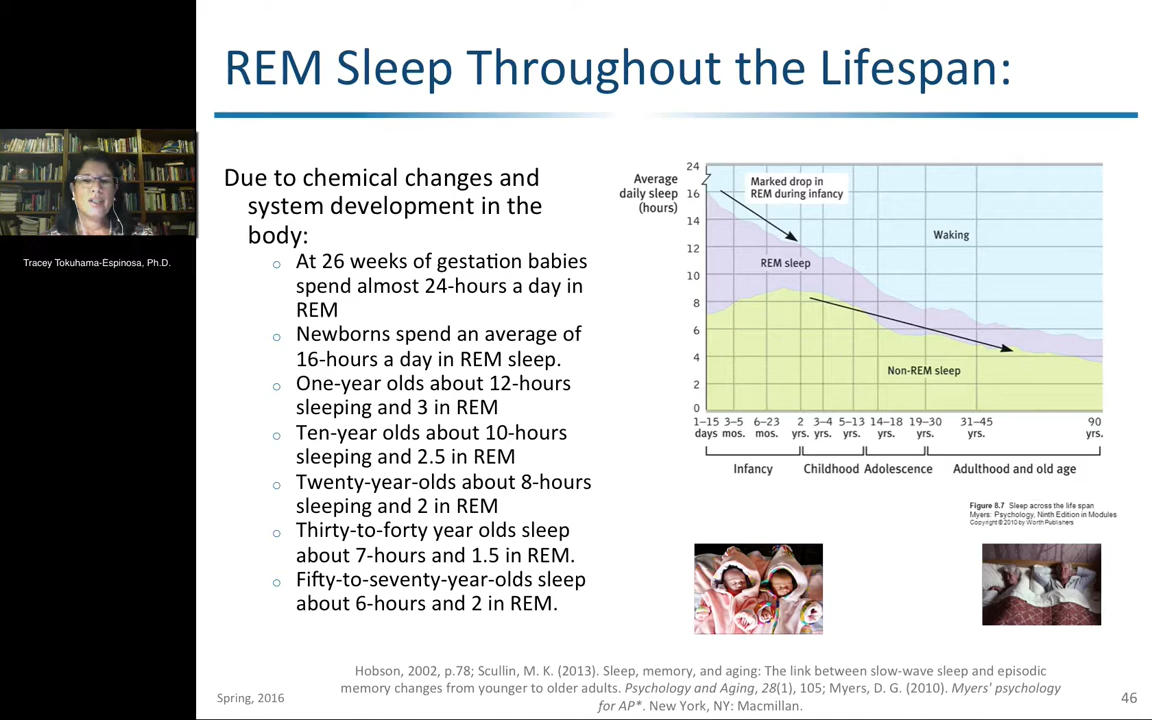 REM Sleep Throughout the Lifespan:
Tracey Tokuhama-Espinosa, Ph.D.
Due to chemical changes and
system development in the
body:
○ At 26 weeks of gestation babies
spend almost 24-hours a day in
REM
○ Newborns spend an average of
16-hours a day in REM sleep.
○ One-year olds about 12-hours
sleeping and 3 in REM
○ Ten-year olds about 10-hours
sleeping and 2.5 in REM
○ Twenty-year-olds about 8-hours
sleeping and 2 in REM
○ Thirty-to-forty year olds sleep
about 7-hours and 1.5 in REM.
○ Fifty-to-seventy-year-olds sleep
about 6-hours and 2 in REM.
Average
daily sleep
(hours)
24
16
14
12
10
8
6
4
2
0
Marked drop in
REM during infancy
Waking
REM sleep
Non-REM sleep
1–15 3–5 6–23 2 3–4 5–13 14–18 19–30 31–45 90
days mos. mos. yrs. yrs. yrs. yrs. yrs. yrs. yrs.
Infancy Childhood Adolescence Adulthood and old age
Figure 8.7 Sleep across the life span
Myers: Psychology, Ninth Edition in Modules
Copyright © 2010 by Worth Publishers
Hobson, 2002, p.78; Scullin, M. K. (2013). Sleep, memory, and aging: The link between slow-wave sleep and episodic
memory changes from younger to older adults. Psychology and Aging, 28(1), 105; Myers, D. G. (2010). Myers' psychology
for AP*. New York, NY: Macmillan.
Spring, 2016
46